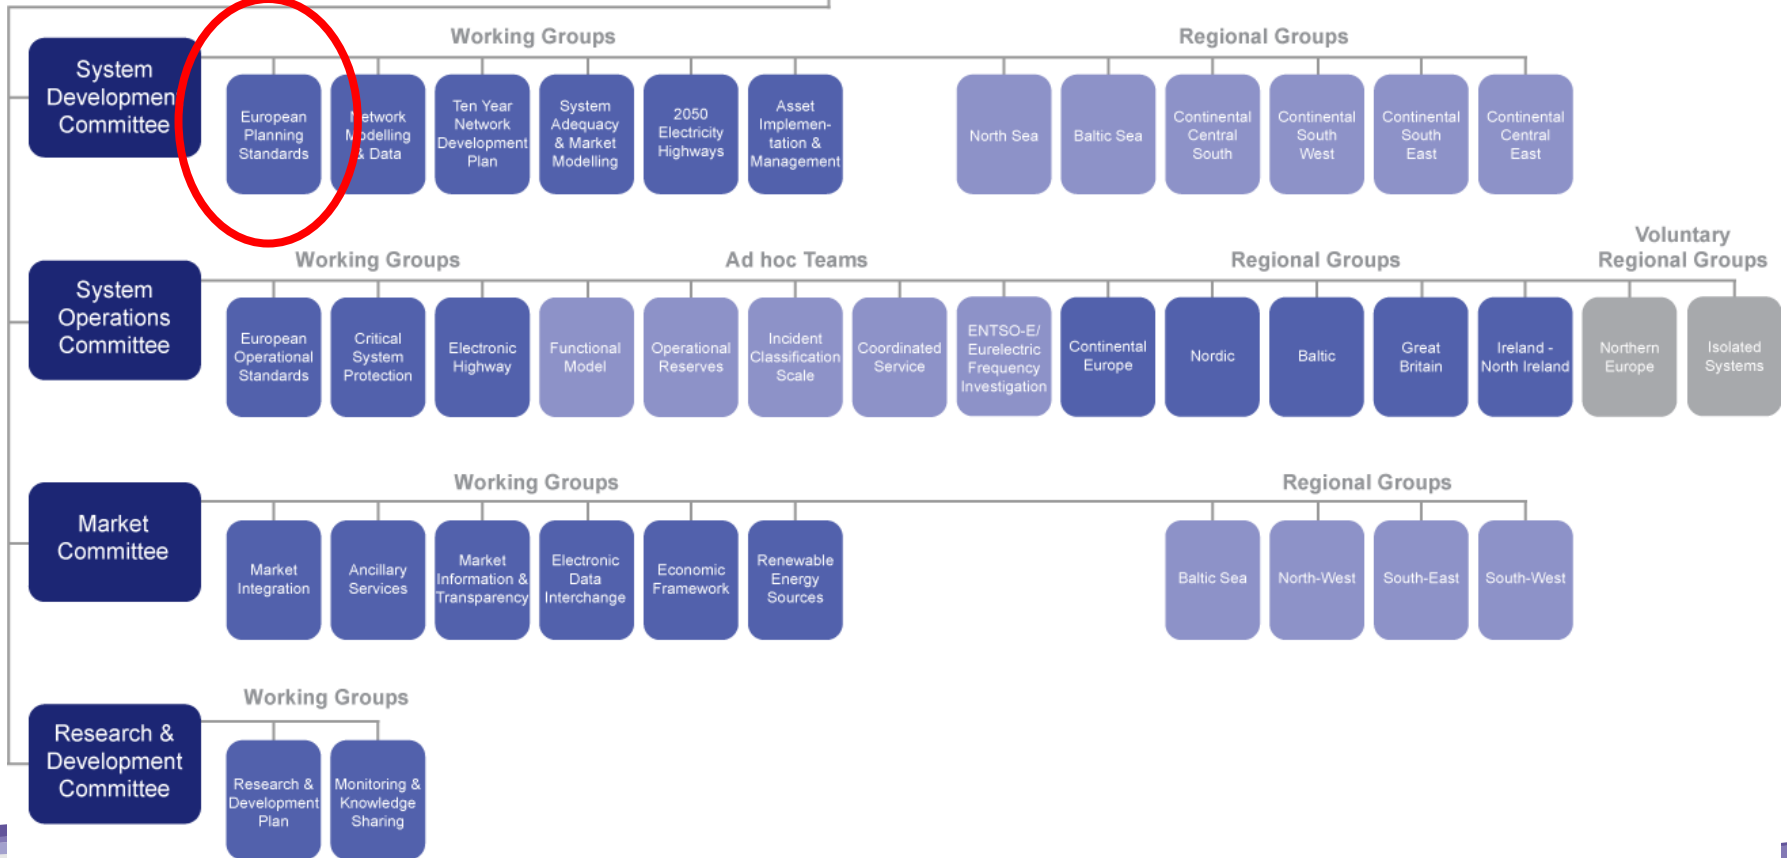 Working Groups
Regional Groups
System
Development
Committee
European
Planning
Standards
Network
Modelling
& Data
Ten Year
Network
Development
Plan
System
Adequacy
& Market
Modelling
2050
Electricity
Highways
Asset
Implemen-
tation &
Management
North Sea
Baltic Sea
Continental
Central
South
Continental
South
West
Continental
South
East
Continental
Central
East
Working Groups
Ad hoc Teams
Regional Groups
Voluntary
Regional Groups
System
Operations
Committee
European
Operational
Standards
Critical
System
Protection
Electronic
Highway
Functional
Model
Operational
Reserves
Incident
Classification
Scale
Coordinated
Service
ENTSO-E/
Eurelectric
Frequency
Investigation
Continental
Europe
Nordic
Baltic
Great
Britain
Ireland -
North Ireland
Northern
Europe
Isolated
Systems
Working Groups
Regional Groups
Market
Committee
Market
Integration
Ancillary
Services
Market
Information &
Transparency
Electronic
Data
Interchange
Economic
Framework
Renewable
Energy
Sources
Baltic Sea
North-West
South-East
South-West
Working Groups
Research &
Development
Committee
Research &
Development
Plan
Monitoring &
Knowledge
Sharing